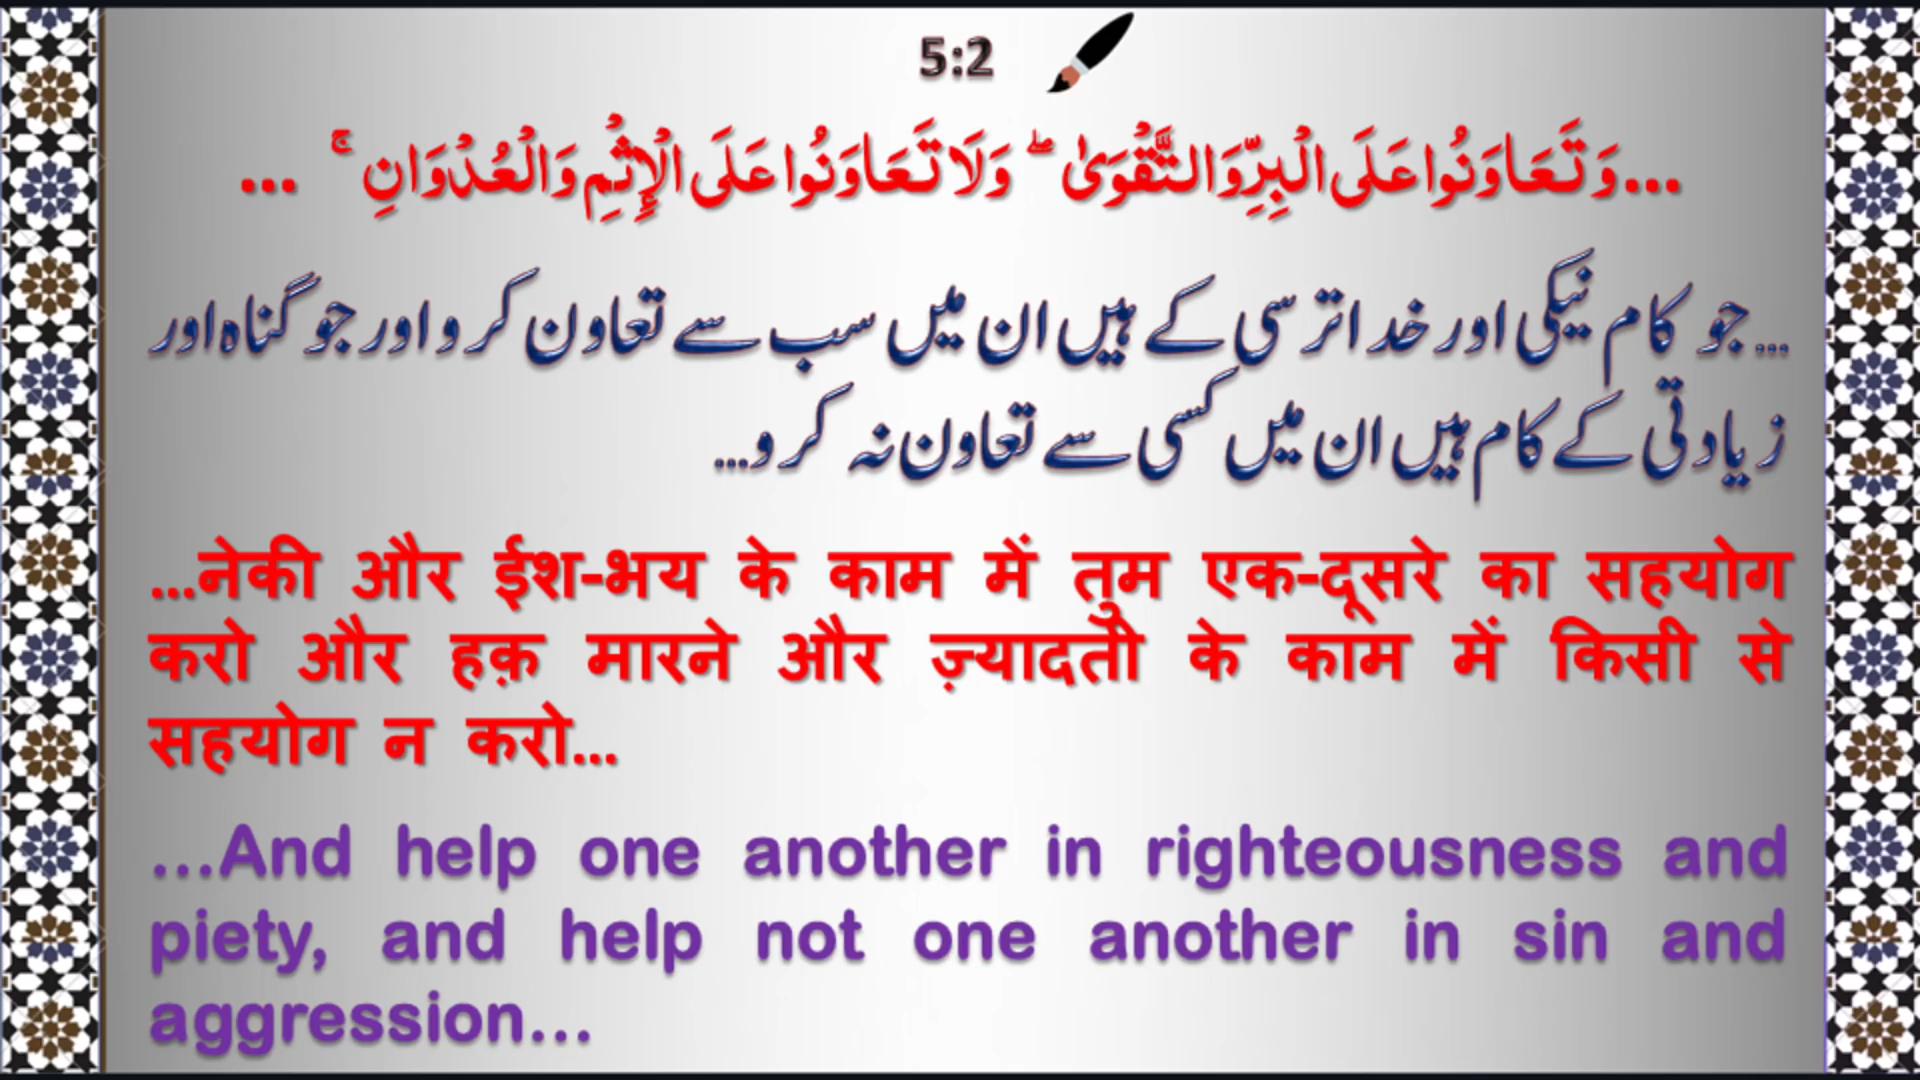 5:2
...وَتَعَاوَنُوا عَلَى الْبِرِّ وَالتَّقْوَىٰ ۖ وَلَا تَعَاوَنُوا عَلَى الْإِثْمِ وَالْعُدْوَانِ ۚ ...
...جو کام نیکی اور خدا ترسی کے ہیں ان میں سب سے تعاون کرو اور جو گناہ اور
زیادتی کے کام ہیں ان میں کسی سے تعاون نہ کرو...
...नेकी और ईश-भय के काम में तुम एक-दूसरे का सहयोग
करो और हक़ मारने और ज़्यादती के काम में किसी से
सहयोग न करो...
...And help one another in righteousness and
piety, and help not one another in sin and
aggression...